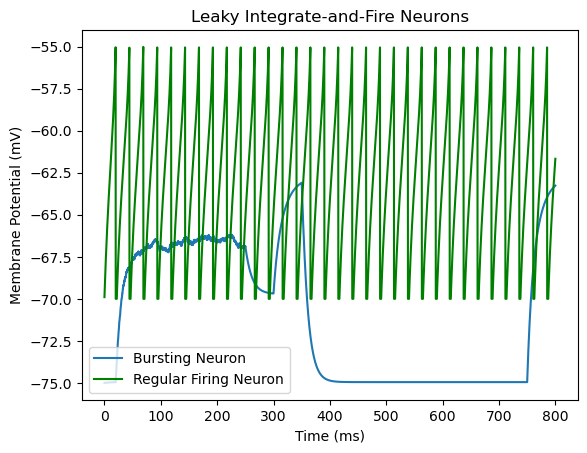 Leaky Integrate-and-Fire Neurons
Membrane Potential (mV)
−55.0
−57.5
−60.0
−62.5
−65.0
−67.5
−70.0
−72.5
−75.0
Bursting Neuron
Regular Firing Neuron
0 100 200 300 400 500 600 700 800
Time (ms)